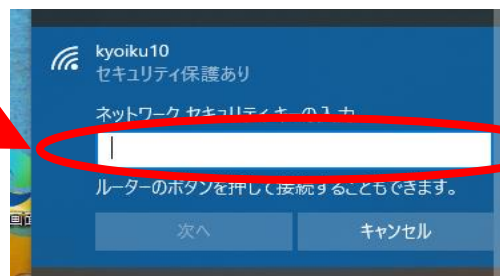 kyoiku10
セキュリティ保護あり
ネットワーク セキュリティ キーの入力
ルーターのボタンを押して接続することもできます。
次へ
キャンセル
画面